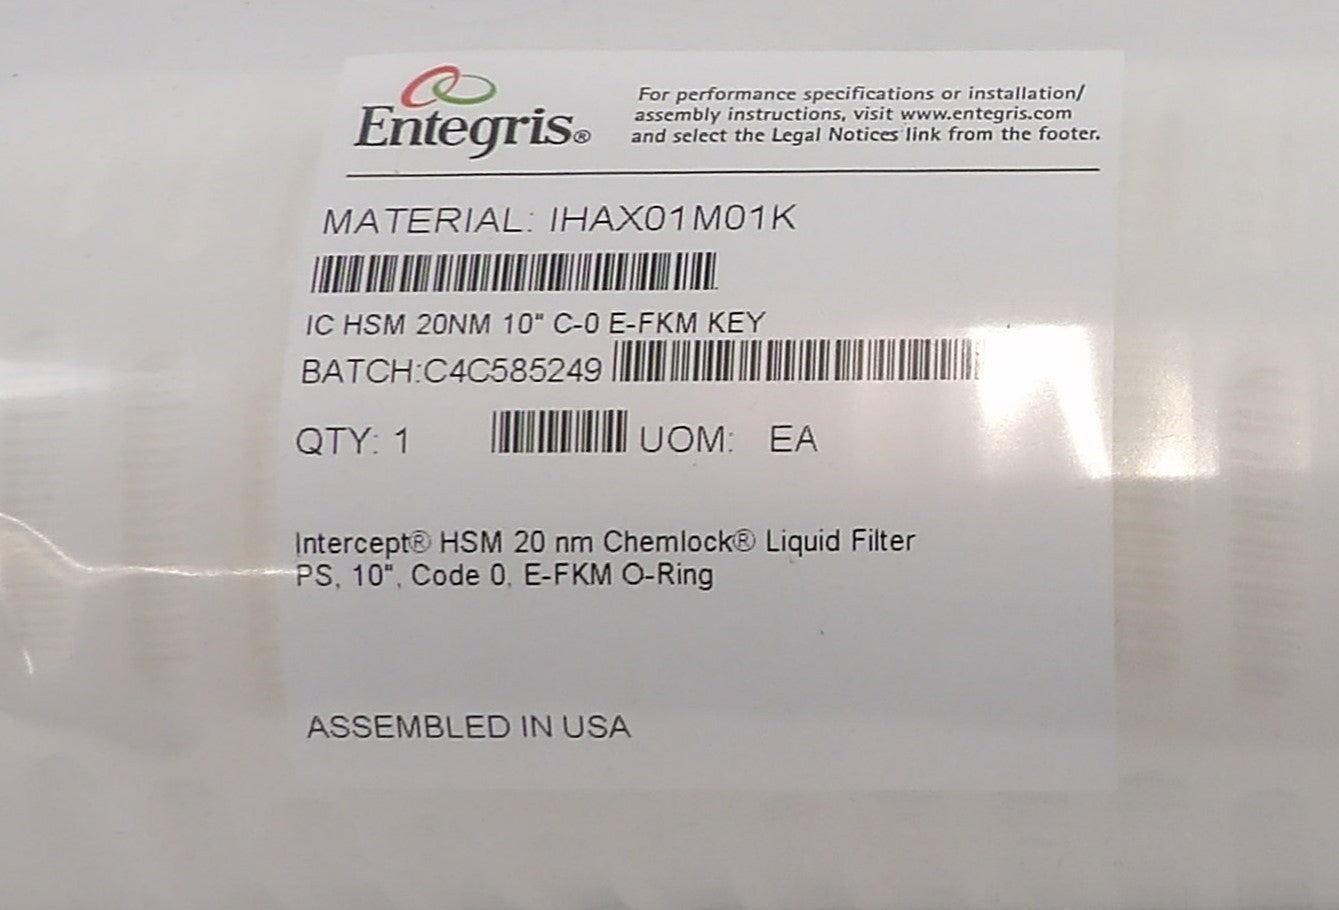 Entegris®
For performance specifications or installation/
assembly instructions, visit www.entegris.com
and select the Legal Notices link from the footer.
MATERIAL: IHAX01M01K
IC HSM 20NM 10" C-0 E-FKM KEY
BATCH:C4C585249
QTY: 1 UOM: EA
Intercept® HSM 20 nm Chemlock® Liquid Filter
PS, 10", Code 0, E-FKM O-Ring
ASSEMBLED IN USA